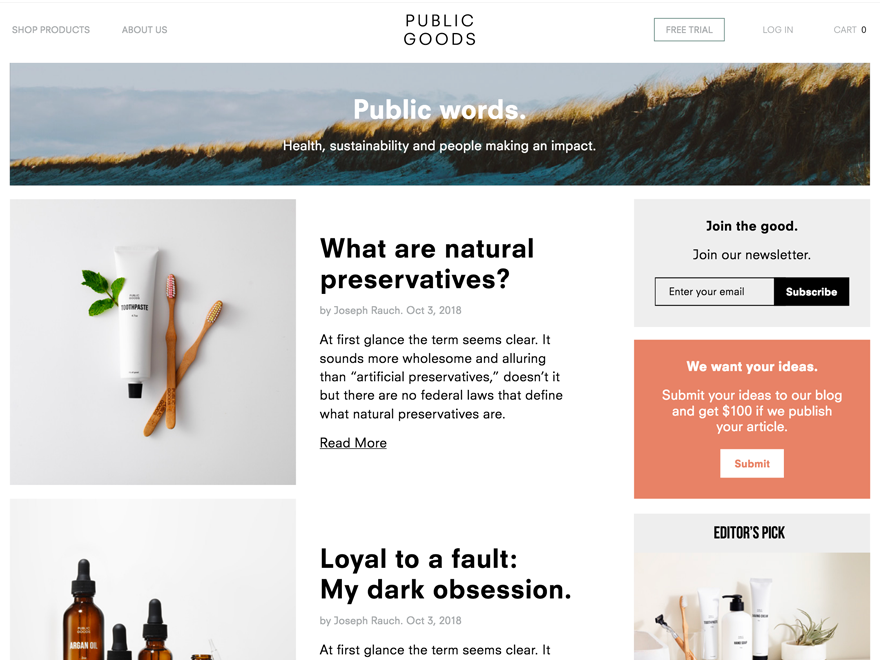 SHOP PRODUCTS
ABOUT US
PUBLIC
GOODS
FREE TRIAL
LOG IN
CART 0
Public words.
Health, sustainability and people making an impact.
TOOTHPASTE
What are natural
preservatives?
by Joseph Rauch. Oct 3, 2018
At first glance the term seems clear. It
sounds more wholesome and alluring
than “artificial preservatives,” doesn’t it
but there are no federal laws that define
what natural preservatives are.
Read More
Join the good.
Join our newsletter.
Enter your email
Subscribe
We want your ideas.
Submit your ideas to our blog
and get $100 if we publish
your article.
Submit
EDITOR’S PICK
ARGAN OIL
Loyal to a fault:
My dark obsession.
by Joseph Rauch. Oct 3, 2018
At first glance the term seems clear. It